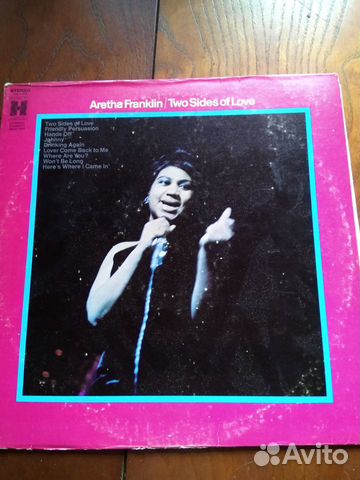 STEREO
H
Aretha Franklin/Two Sides of Love
Two Sides of Love
Friendly Persuasion
Hands Off
Johnny
Drinking Again
Lover Come Back to Me
Where Are You?
Won't Be Long
Here's Where I Came In
Avito